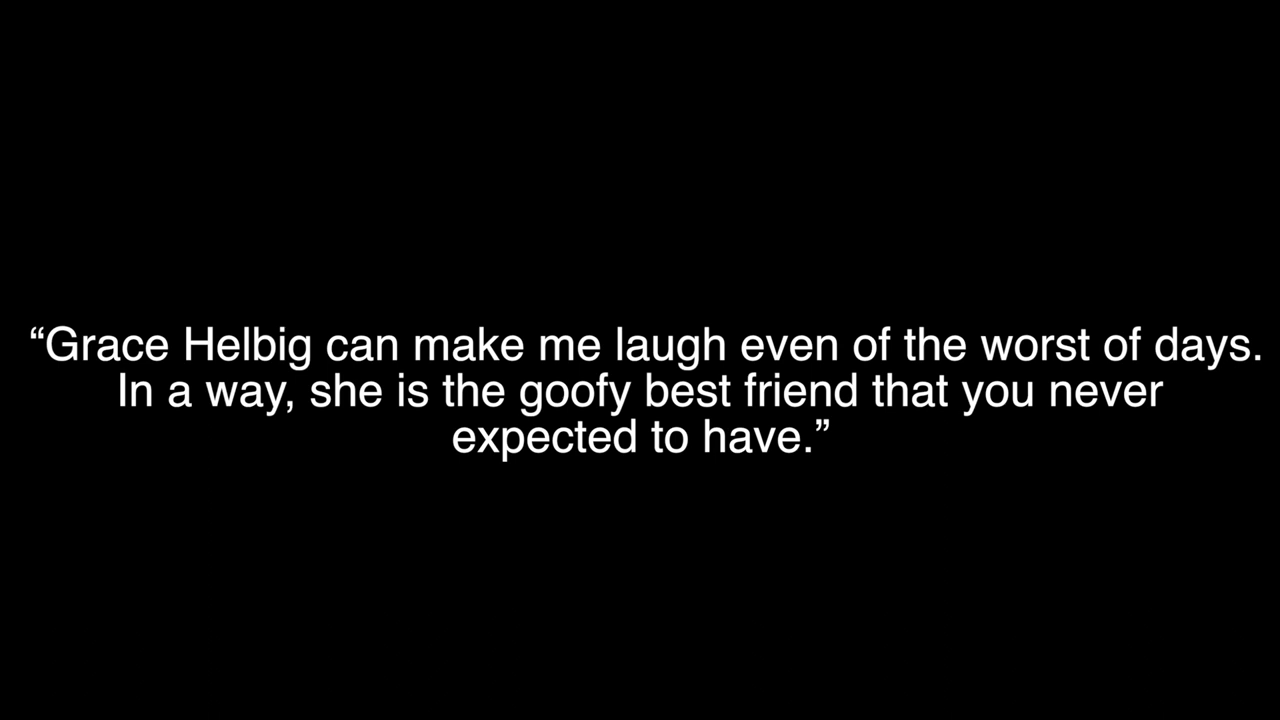 “Grace Helbig can make me laugh even of the worst of days.
In a way, she is the goofy best friend that you never
expected to have.”